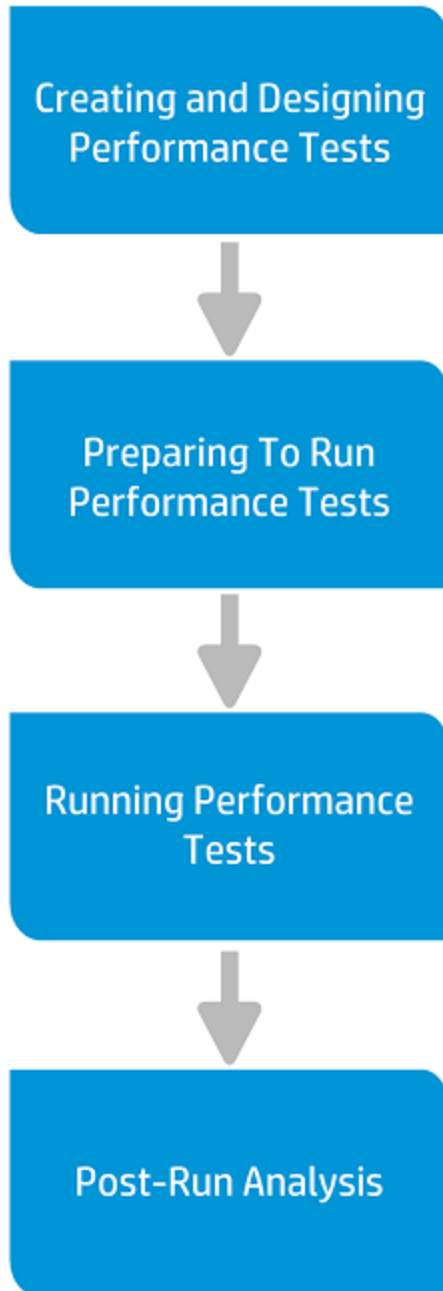 Creating and Designing
Performance Tests
Preparing To Run
Performance Tests
Running Performance
Tests
Post-Run Analysis